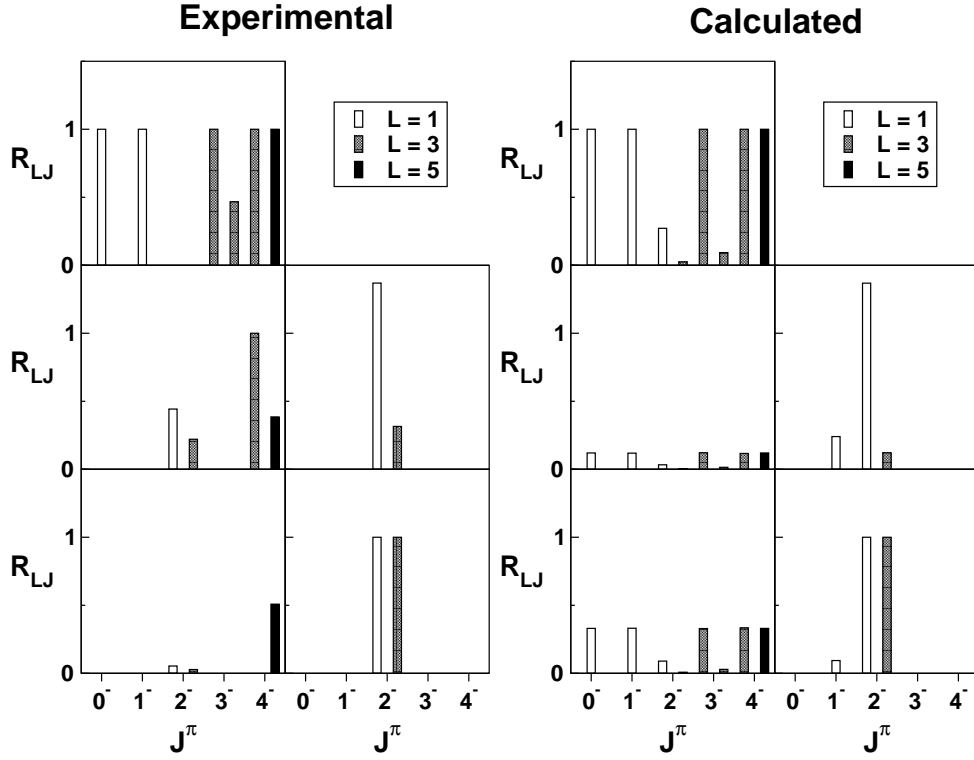 Experimental
Calculated
L = 1
L = 3
L = 5
L = 1
L = 3
L = 5
1
R_LJ
0
1
R_LJ
0
1
R_LJ
0
1
R_LJ
0
1
R_LJ
0
1
R_LJ
0
0⁻ 1⁻ 2⁻ 3⁻ 4⁻
0⁻ 1⁻ 2⁻ 3⁻ 4⁻
0⁻ 1⁻ 2⁻ 3⁻ 4⁻
0⁻ 1⁻ 2⁻ 3⁻ 4⁻
J^π
J^π
J^π
J^π